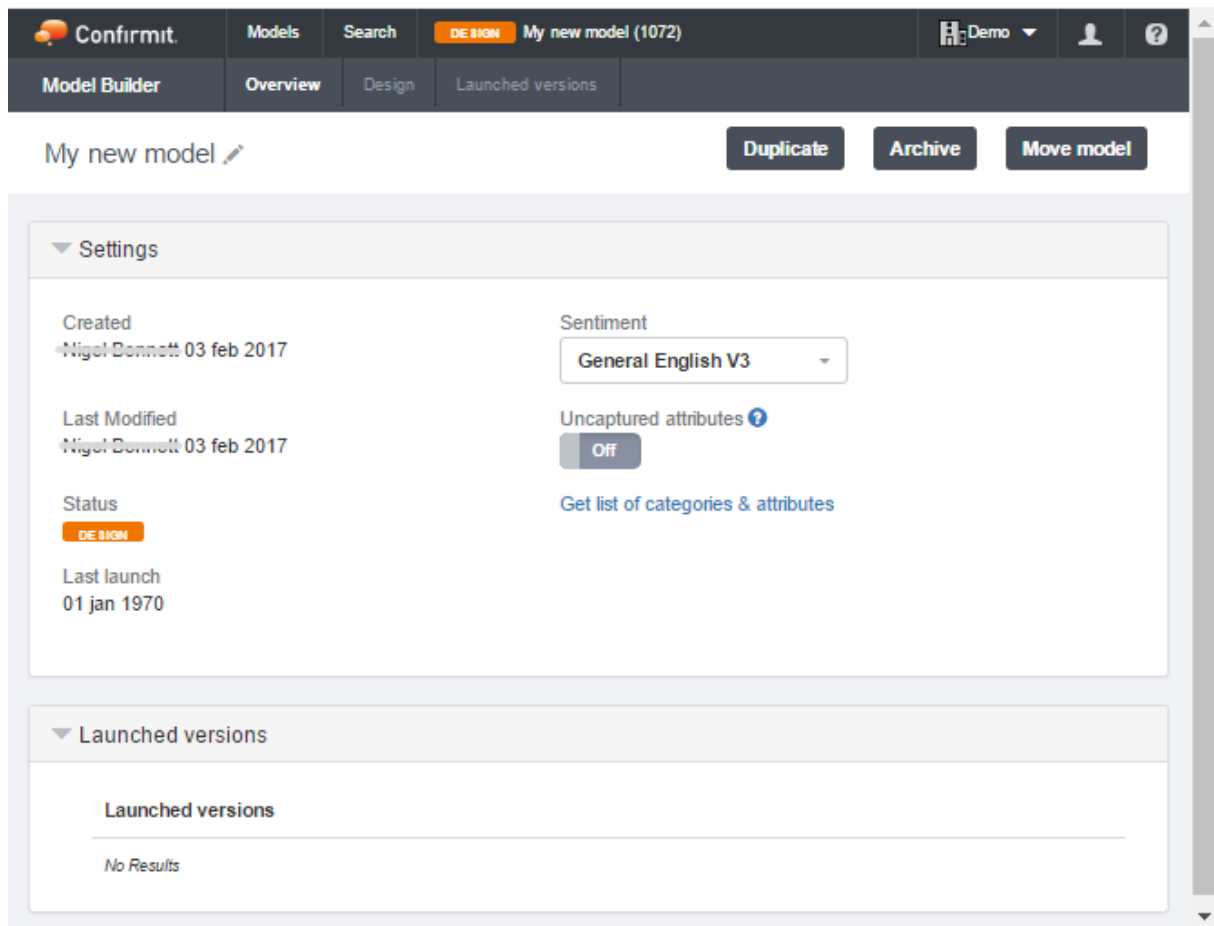 Confirmit. Models Search DESIGN My new model (1072) Demo
Model Builder Overview Design Launched versions
My new model Duplicate Archive Move model
Settings
Created
03 feb 2017
Sentiment
General English V3
Last Modified
03 feb 2017
Uncaptured attributes ?
Off
Status
DESIGN
Get list of categories & attributes
Last launch
01 jan 1970
Launched versions
Launched versions
No Results